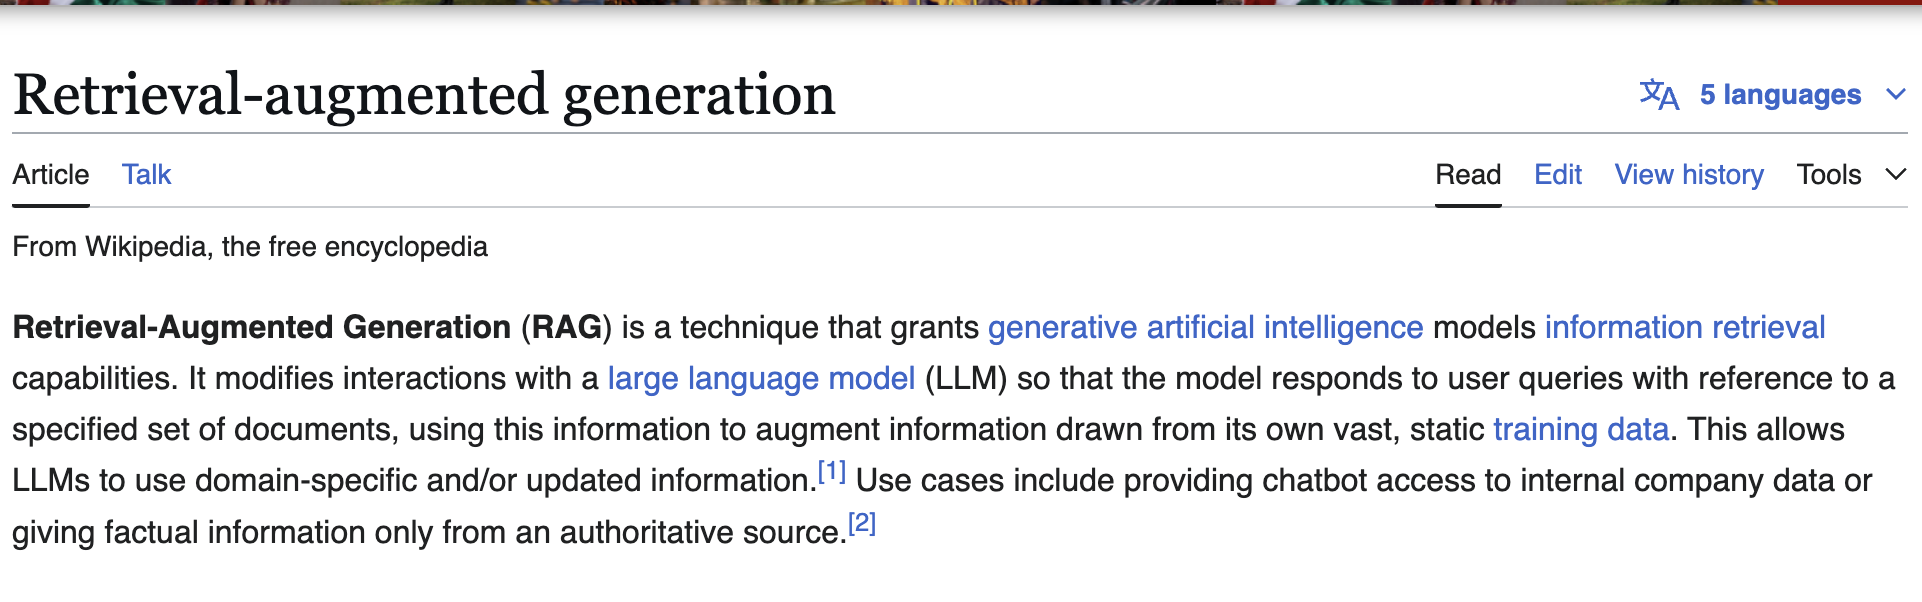 Retrieval-augmented generation
文A 5 languages
Article Talk
Read Edit View history Tools
From Wikipedia, the free encyclopedia
Retrieval-Augmented Generation (RAG) is a technique that grants generative artificial intelligence models information retrieval
capabilities. It modifies interactions with a large language model (LLM) so that the model responds to user queries with reference to a
specified set of documents, using this information to augment information drawn from its own vast, static training data. This allows
LLMs to use domain-specific and/or updated information.[1] Use cases include providing chatbot access to internal company data or
giving factual information only from an authoritative source.[2]